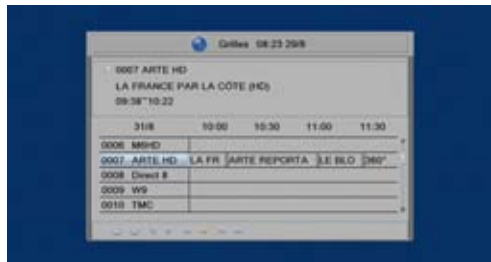 Grilles 08:23 29/8
0007 ARTE HD
LA FRANCE PAR LA CÔTE (HD)
09:38~10:22
31/8 10:00 10:30 11:00 11:30
0006 M6HD
0007 ARTE HD LA FR ARTE REPORTA LE BLO 360°
0008 Direct 8
0009 W9
0010 TMC